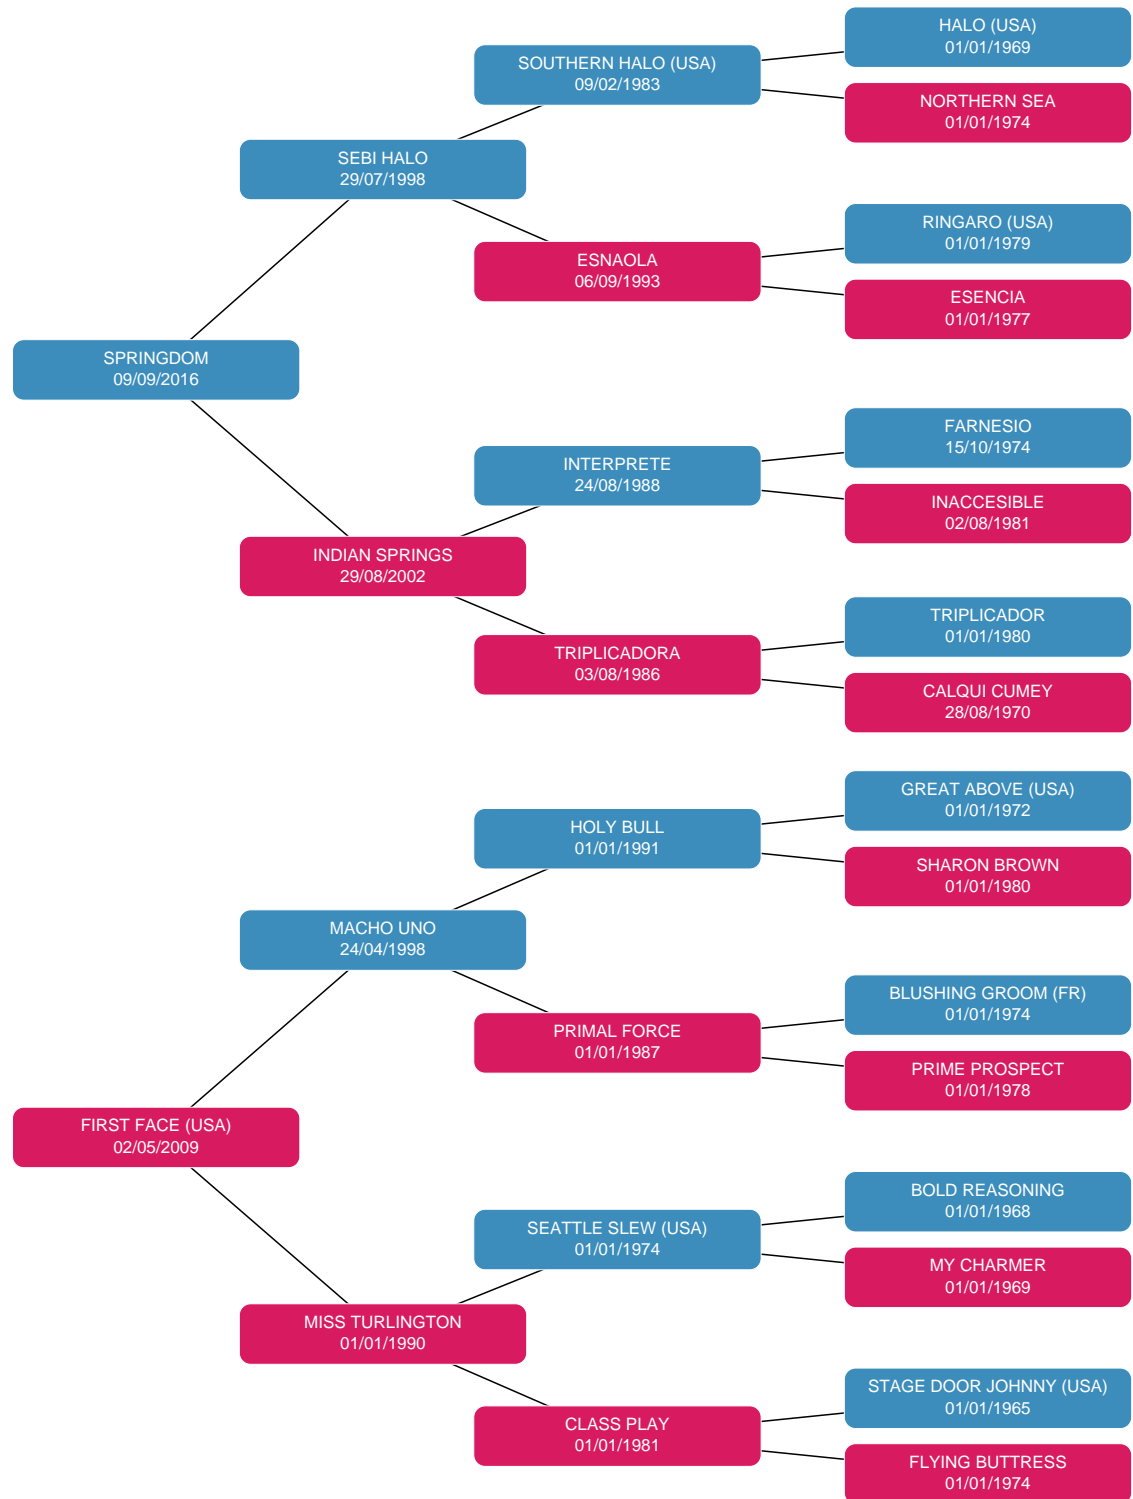 HALO (USA)
01/01/1969
SOUTHERN HALO (USA)
09/02/1983
NORTHERN SEA
01/01/1974
SEBI HALO
29/07/1998
RINGARO (USA)
01/01/1979
ESNAOLA
06/09/1993
ESENCIA
01/01/1977
SPRINGDOM
09/09/2016
FARNESIO
15/10/1974
INTERPRETE
24/08/1988
INACCESIBLE
02/08/1981
INDIAN SPRINGS
29/08/2002
TRIPLICADOR
01/01/1980
TRIPLICADORA
03/08/1986
CALQUI CUMEY
28/08/1970
GREAT ABOVE (USA)
01/01/1972
HOLY BULL
01/01/1991
SHARON BROWN
01/01/1980
MACHO UNO
24/04/1998
BLUSHING GROOM (FR)
01/01/1974
PRIMAL FORCE
01/01/1987
PRIME PROSPECT
01/01/1978
FIRST FACE (USA)
02/05/2009
BOLD REASONING
01/01/1968
SEATTLE SLEW (USA)
01/01/1974
MY CHARMER
01/01/1969
MISS TURLINGTON
01/01/1990
STAGE DOOR JOHNNY (USA)
01/01/1965
CLASS PLAY
01/01/1981
FLYING BUTTRESS
01/01/1974